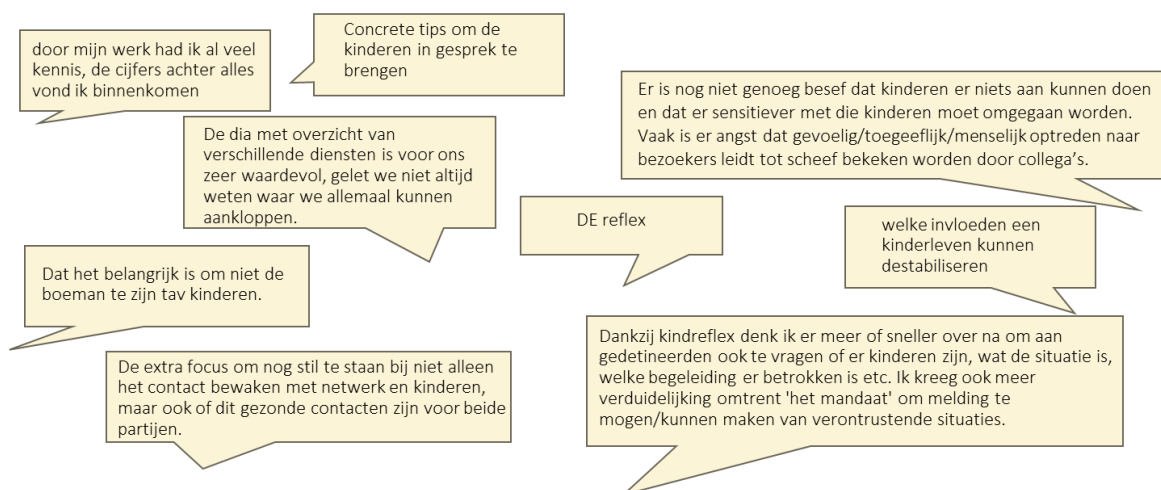 door mijn werk had ik al veel
kennis, de cijfers achter alles
vond ik binnenkomen
Concrete tips om de
kinderen in gesprek te
brengen
Er is nog niet genoeg besef dat kinderen er niets aan kunnen doen
en dat er sensitiever met die kinderen moet omgegaan worden.
Vaak is er angst dat gevoelig/toegeeflijk/menselijk optreden naar
bezoekers leidt tot scheef bekeken worden door collega’s.
De dia met overzicht van
verschillende diensten is voor ons
zeer waardevol, gelet we niet altijd
weten waar we allemaal kunnen
aankloppen.
DE reflex
welke invloeden een
kinderleven kunnen
destabiliseren
Dat het belangrijk is om niet de
boeman te zijn tav kinderen.
Dankzij kindreflex denk ik er meer of sneller over na om aan
gedetineerden ook te vragen of er kinderen zijn, wat de situatie is,
welke begeleiding er betrokken is etc. Ik kreeg ook meer
verduidelijking omtrent 'het mandaat' om melding te
mogen/kunnen maken van verontrustende situaties.
De extra focus om nog stil te staan bij niet alleen
het contact bewaken met netwerk en kinderen,
maar ook of dit gezonde contacten zijn voor beide
partijen.